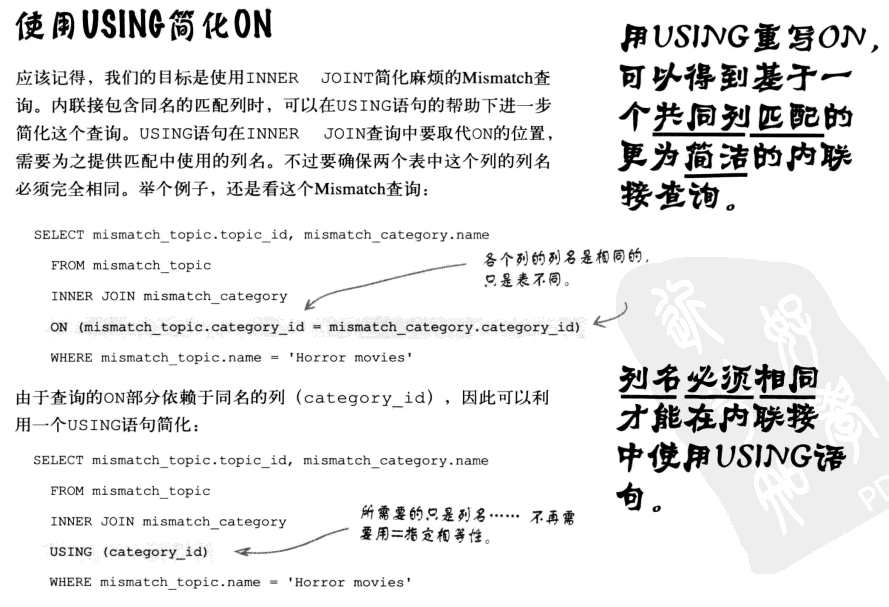 使用USING简化ON
应该记得，我们的目标是使用INNER JOINT简化麻烦的Mismatch查
询。内联接包含同名的匹配列时，可以在USING语句的帮助下进一步
简化这个查询。USING语句在INNER JOIN查询中要取代ON的位置，
需要为之提供匹配中使用的列名。不过要确保两个表中这个列的列名
必须完全相同。举个例子，还是看这个Mismatch查询：
SELECT mismatch_topic.topic_id, mismatch_category.name
FROM mismatch_topic
INNER JOIN mismatch_category
ON (mismatch_topic.category_id = mismatch_category.category_id)
WHERE mismatch_topic.name = 'Horror movies'
各个列的列名是相同的，
只是表不同。
由于查询的ON部分依赖于同名的列（category_id），因此可以利
用一个USING语句简化：
SELECT mismatch_topic.topic_id, mismatch_category.name
FROM mismatch_topic
INNER JOIN mismatch_category
USING (category_id)
WHERE mismatch_topic.name = 'Horror movies'
所需要的只是列名…… 不再需
要用=指定相等性。
用USING重写ON，
可以得到基于一
个共同列匹配的
更为简洁的内联
接查询。
列名必须相同
才能在内联接
中使用USING语
句。
PD